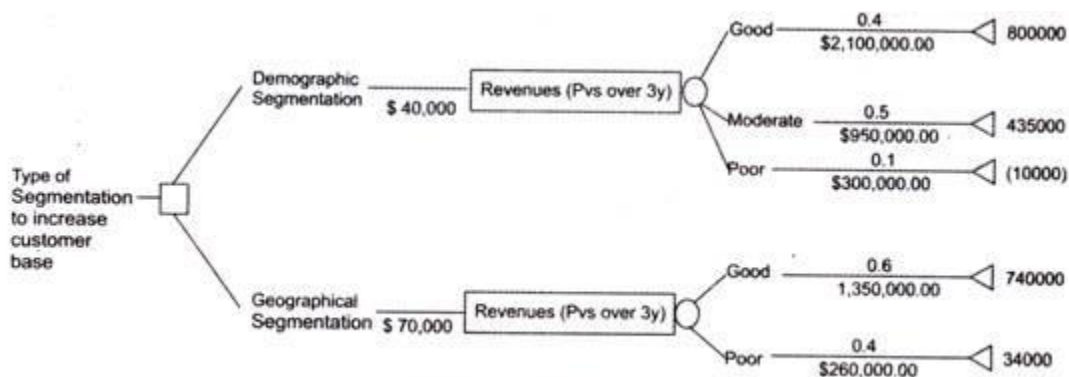 Type of
Segmentation
to increase
customer
base
Demographic
Segmentation
$ 40,000
Revenues (Pvs over 3y)
Good
0.4
$2,100,000.00
800000
Moderate
0.5
$950,000.00
435000
Poor
0.1
$300,000.00
(10000)
Geographical
Segmentation
$ 70,000
Revenues (Pvs over 3y)
Good
0.6
1,350,000.00
740000
Poor
0.4
$260,000.00
34000